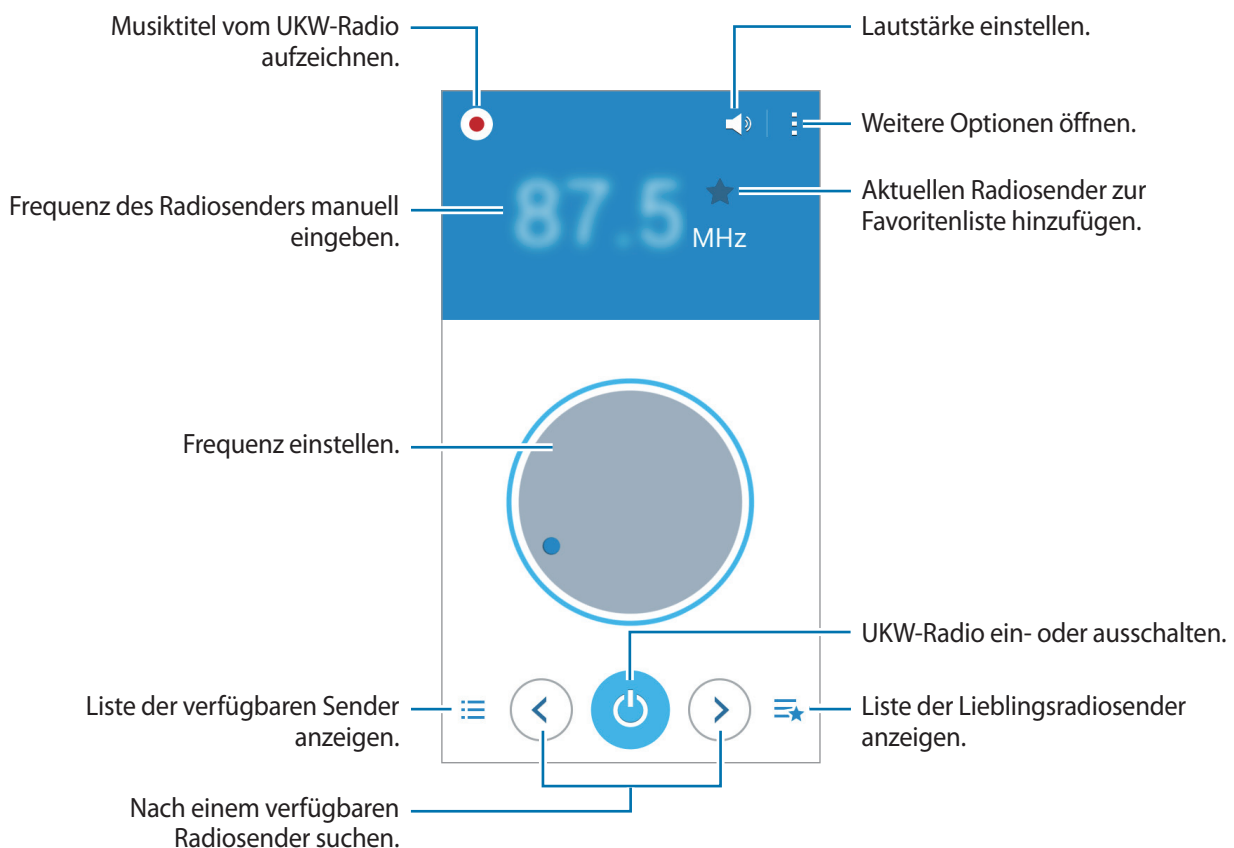 Musiktitel vom UKW-Radio
aufzeichnen.
Lautstärke einstellen.
Weitere Optionen öffnen.
Frequenz des Radiosenders manuell
eingeben.
87.5
MHz
Aktuellen Radiosender zur
Favoritenliste hinzufügen.
Frequenz einstellen.
UKW-Radio ein- oder ausschalten.
Liste der verfügbaren Sender
anzeigen.
Liste der Lieblingsradiosender
anzeigen.
Nach einem verfügbaren
Radiosender suchen.